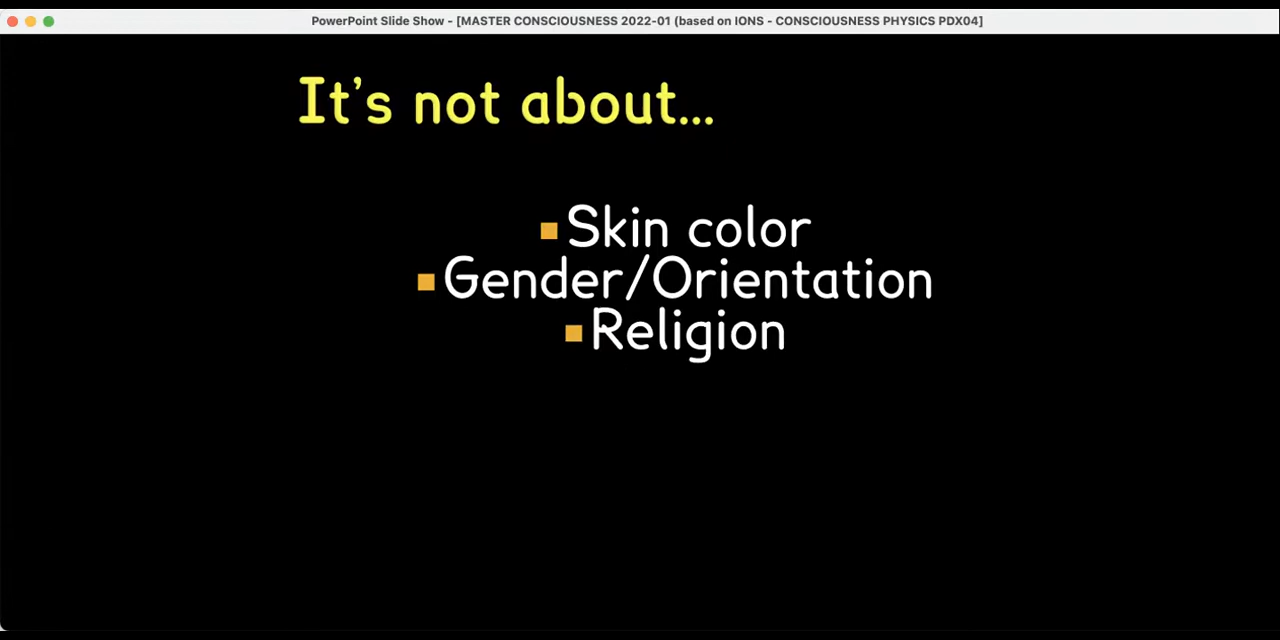 PowerPoint Slide Show - [MASTER CONSCIOUSNESS 2022-01 (based on IONS - CONSCIOUSNESS PHYSICS PDX04]
It's not about...
Skin color
Gender/Orientation
Religion